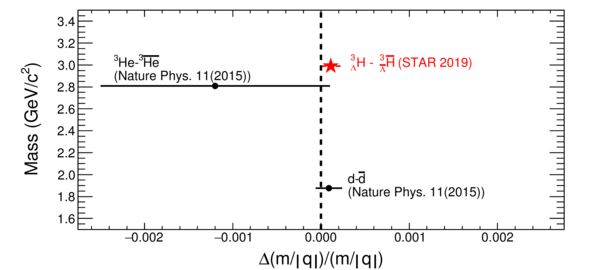 3.4
3.2
3.0
2.8
2.6
2.4
2.2
2.0
1.8
1.6
Mass (GeV/c²)
³He-³H̅e̅
(Nature Phys. 11(2015))
³ΛH - ³Λ̅H̅ (STAR 2019)
d-d̅
(Nature Phys. 11(2015))
−0.002 −0.001 0.000 0.001 0.002
Δ(m/|q|)/(m/|q|)